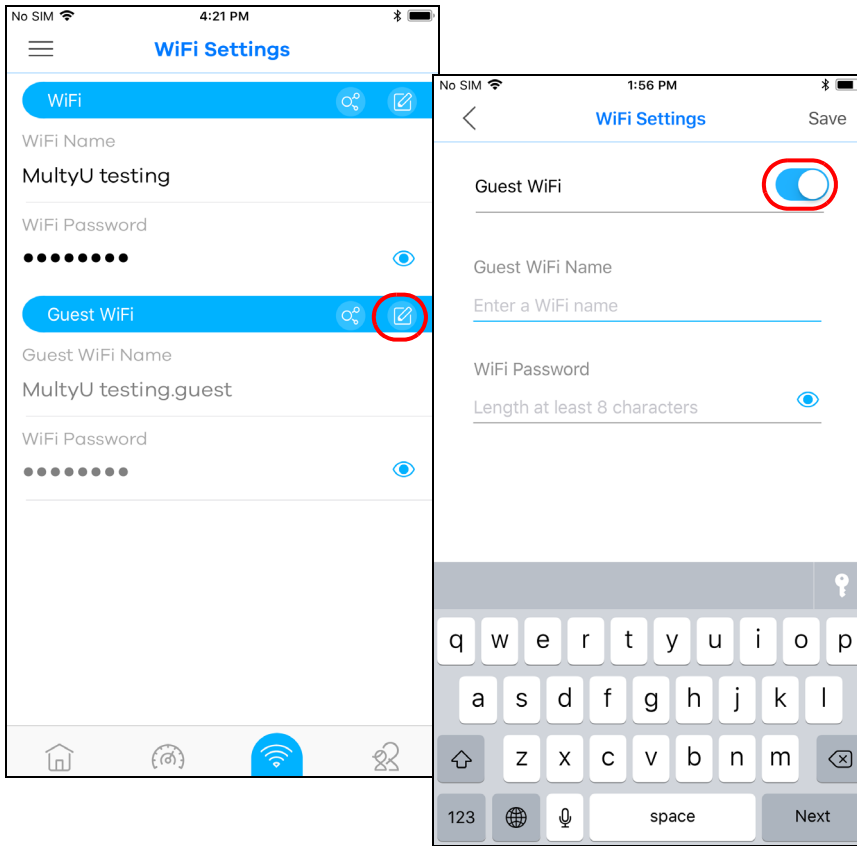 No SIM 4:21 PM
WiFi Settings
WiFi
WiFi Name
MultyU testing
WiFi Password
Guest WiFi
Guest WiFi Name
MultyU testing.guest
WiFi Password
No SIM 1:56 PM
WiFi Settings Save
Guest WiFi
Guest WiFi Name
Enter a WiFi name
WiFi Password
Length at least 8 characters
q w e r t y u i o p
a s d f g h j k l
z x c v b n m
123 space Next